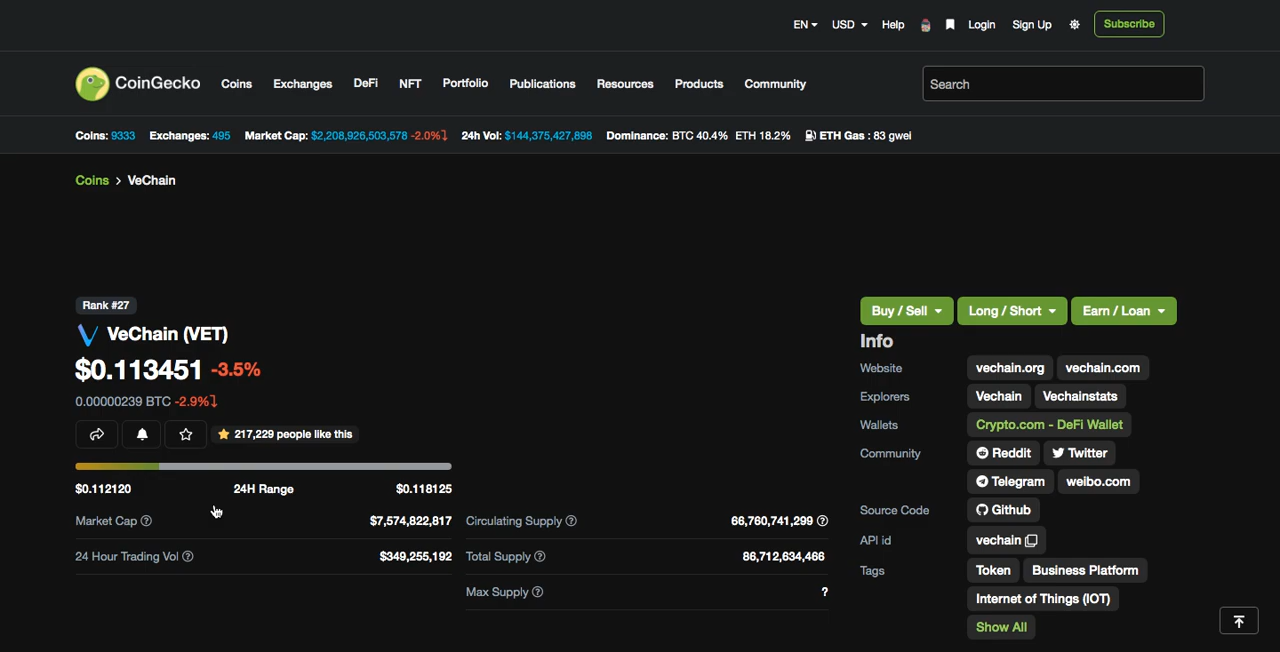 EN USD Help Login Sign Up Subscribe
CoinGecko Coins Exchanges DeFi NFT Portfolio Publications Resources Products Community Search
Coins: 9333 Exchanges: 495 Market Cap: $2,208,926,503,578 -2.0% 24h Vol: $144,375,427,898 Dominance: BTC 40.4% ETH 18.2% ETH Gas : 83 gwei
Coins > VeChain
Rank #27
VeChain (VET)
$0.113451 -3.5%
0.00000239 BTC -2.9%
217,229 people like this
$0.112120 24H Range $0.118125
Market Cap $7,574,822,817
24 Hour Trading Vol $349,255,192
Circulating Supply 66,760,741,299
Total Supply 86,712,634,466
Max Supply ?
Buy / Sell Long / Short Earn / Loan
Info
Website vechain.org vechain.com
Explorers Vechain Vechainstats
Wallets Crypto.com - DeFi Wallet
Community Reddit Twitter
Telegram weibo.com
Source Code Github
API id vechain
Tags Token Business Platform
Internet of Things (IOT)
Show All